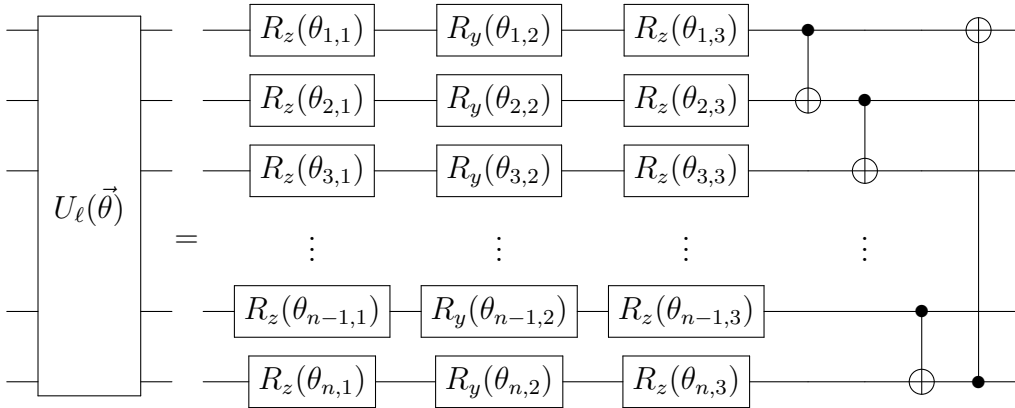 R_z(θ_{1,1}) R_y(θ_{1,2}) R_z(θ_{1,3})
R_z(θ_{2,1}) R_y(θ_{2,2}) R_z(θ_{2,3})
R_z(θ_{3,1}) R_y(θ_{3,2}) R_z(θ_{3,3})
U_ℓ(\vec{θ}) = ⋮ ⋮ ⋮ ⋮
R_z(θ_{n−1,1}) R_y(θ_{n−1,2}) R_z(θ_{n−1,3})
R_z(θ_{n,1}) R_y(θ_{n,2}) R_z(θ_{n,3})